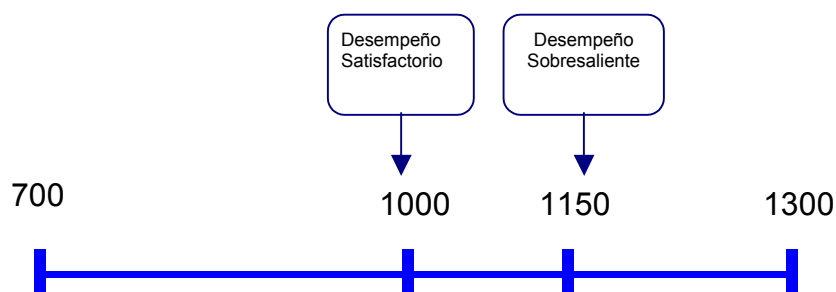 Desempeño
Satisfactorio
Desempeño
Sobresaliente
700
1000
1150
1300